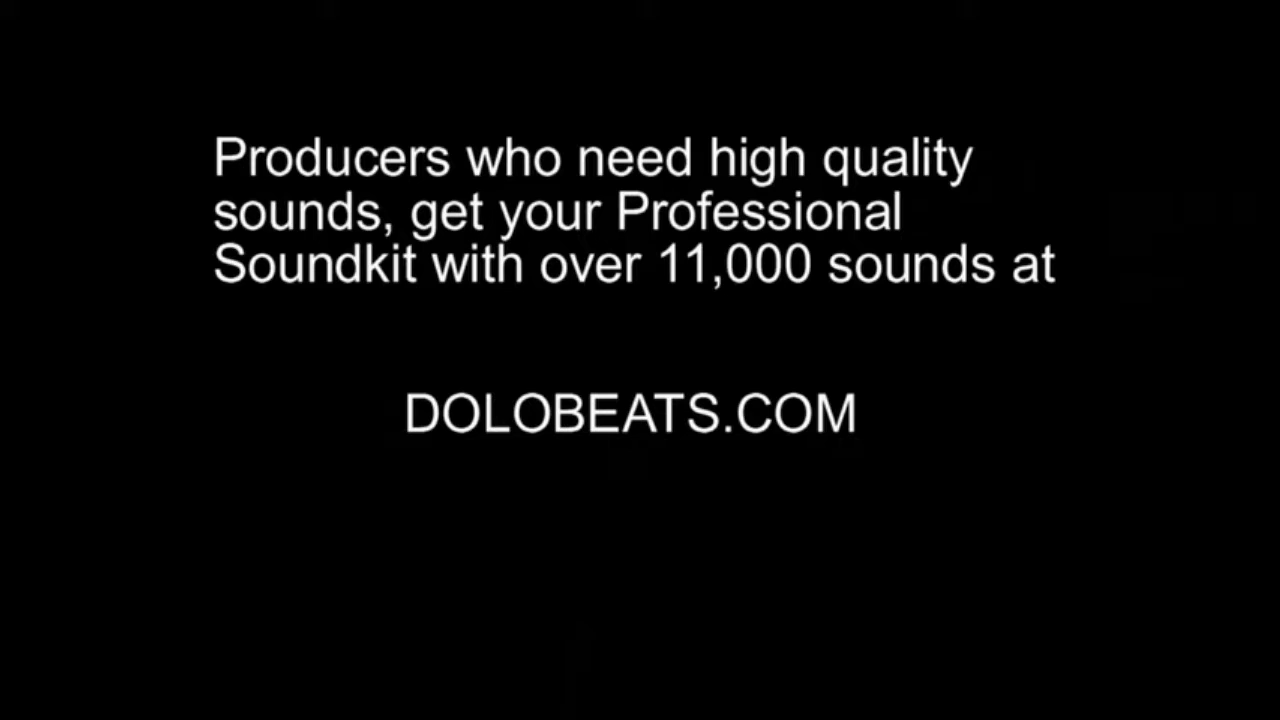 Producers who need high quality
sounds, get your Professional
Soundkit with over 11,000 sounds at
DOLOBEATS.COM